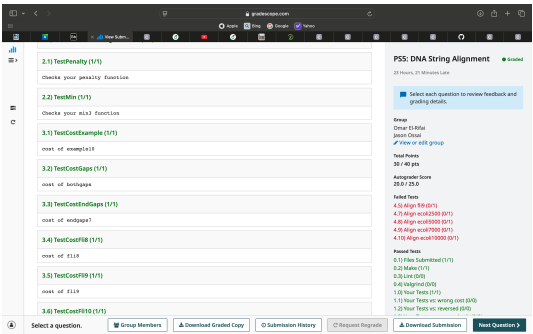 gradescope.com
Apple Bing Google Yahoo
View Subm...
2.1) TestPenalty (1/1)
Checks your penalty function
2.2) TestMin (1/1)
Checks your min3 function
3.1) TestCostExample (1/1)
cost of example10
3.2) TestCostGaps (1/1)
cost of bothgaps
3.3) TestCostEndGaps (1/1)
cost of endgaps7
3.4) TestCostFli8 (1/1)
cost of fli8
3.5) TestCostFli9 (1/1)
cost of fli9
3.6) TestCostFli10 (1/1)
PS5: DNA String Alignment
Graded
23 Hours, 21 Minutes Late
Select each question to review feedback and
grading details.
Group
Omar El-Rifai
Jason Ossai
View or edit group
Total Points
30 / 40 pts
Autograder Score
20.0 / 25.0
Failed Tests
4.5) Align fli9 (0/1)
4.7) Align ecoli2500 (0/1)
4.8) Align ecoli5000 (0/1)
4.9) Align ecoli7000 (0/1)
4.10) Align ecoli10000 (0/1)
Passed Tests
0.1) Files Submitted (1/1)
0.2) Make (1/1)
0.3) Lint (0/0)
0.4) Valgrind (0/0)
1.0) Your Tests (1/1)
1.1) Your Tests vs: wrong cost (0/0)
1.2) Your Tests vs: reversed (0/0)
Select a question.
Group Members
Download Graded Copy
Submission History
Request Regrade
Download Submission
Next Question